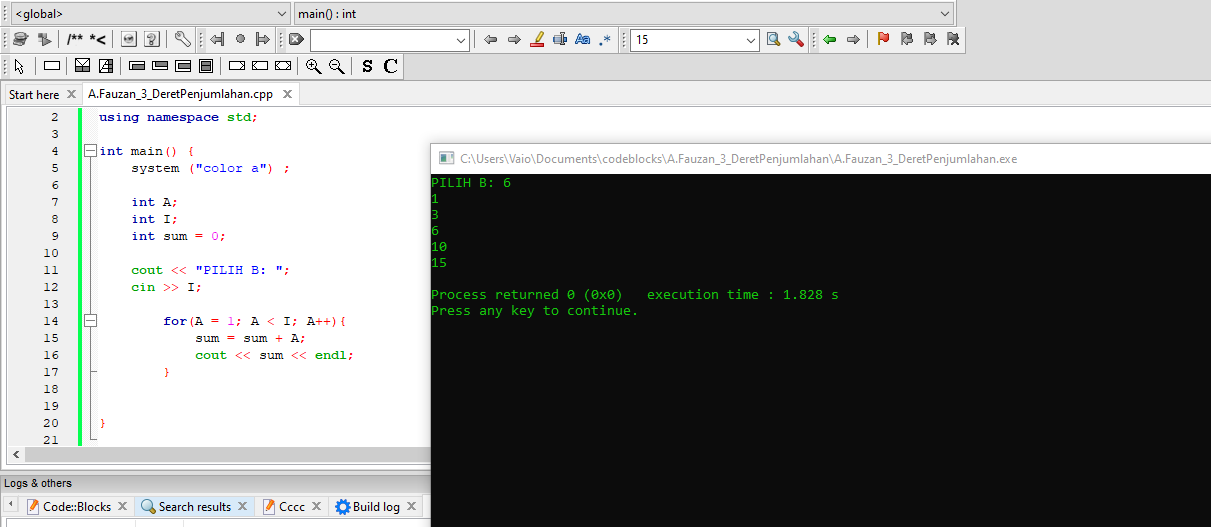 <global>
main() : int
/** *<
Aa .*
15
S C
Start here
A.Fauzan_3_DeretPenjumlahan.cpp
2 using namespace std;
3
4 int main() {
5 system ("color a") ;
6
7 int A;
8 int I;
9 int sum = 0;
10
11 cout << "PILIH B: ";
12 cin >> I;
13
14 for(A = 1; A < I; A++){
15 sum = sum + A;
16 cout << sum << endl;
17 }
18
19
20 }
21
C:\Users\Vaio\Documents\codeblocks\A.Fauzan_3_DeretPenjumlahan\A.Fauzan_3_DeretPenjumlahan.exe
PILIH B: 6
1
3
6
10
15
Process returned 0 (0x0)   execution time : 1.828 s
Press any key to continue.
Logs & others
Code::Blocks
Search results
Cccc
Build log